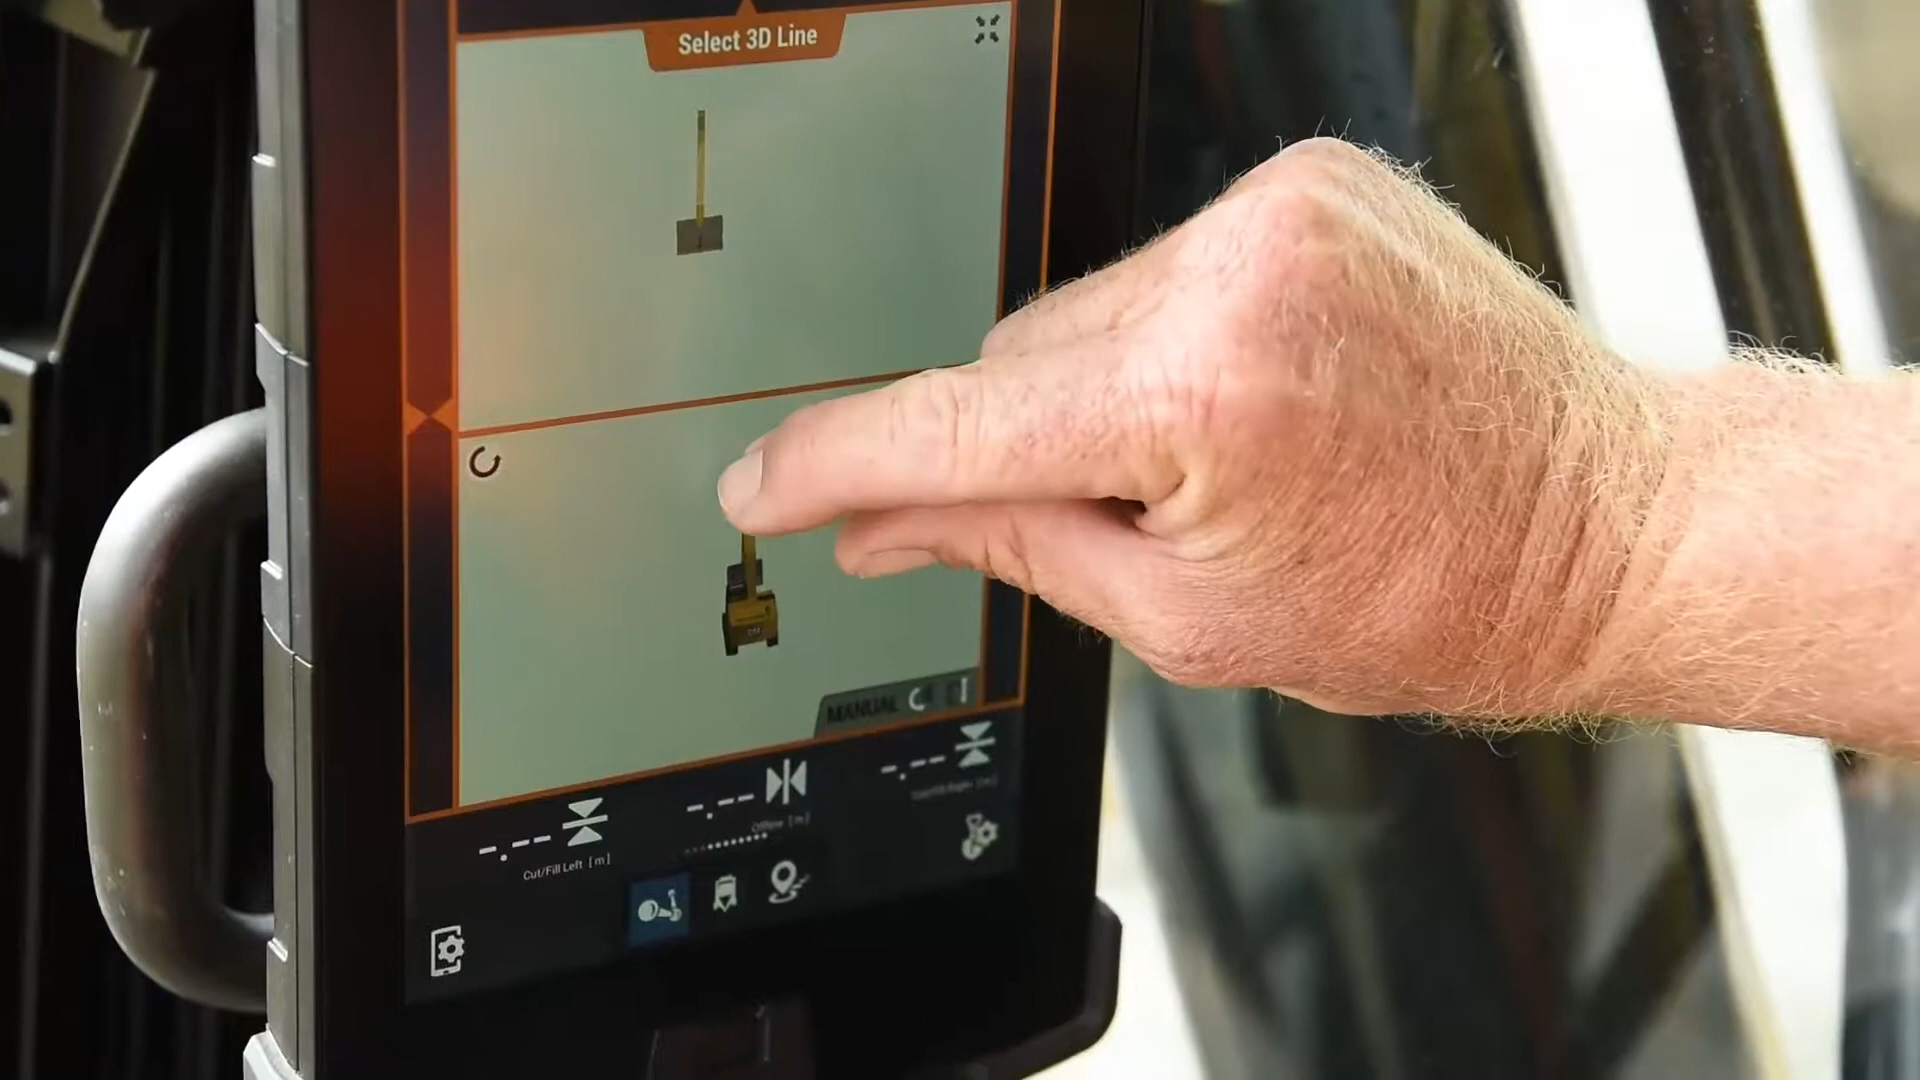 Select 3D Line
MANUAL
-.--
-.--
-.--
Offline [m]
Cut/Fill Left [m]